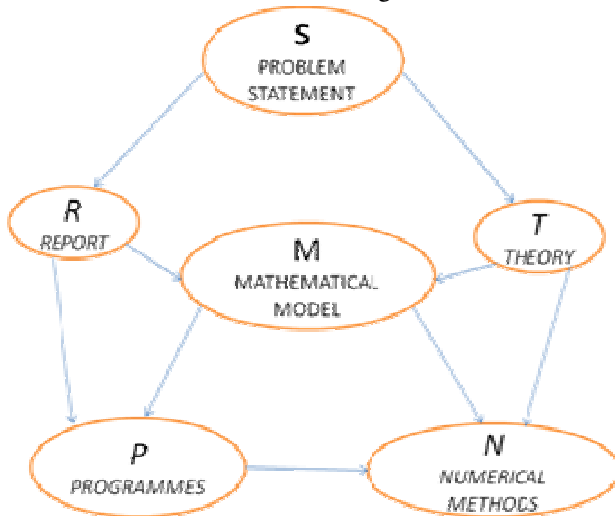 S
PROBLEM
STATEMENT
R
REPORT
M
MATHEMATICAL
MODEL
T
THEORY
P
PROGRAMMES
N
NUMERICAL
METHODS